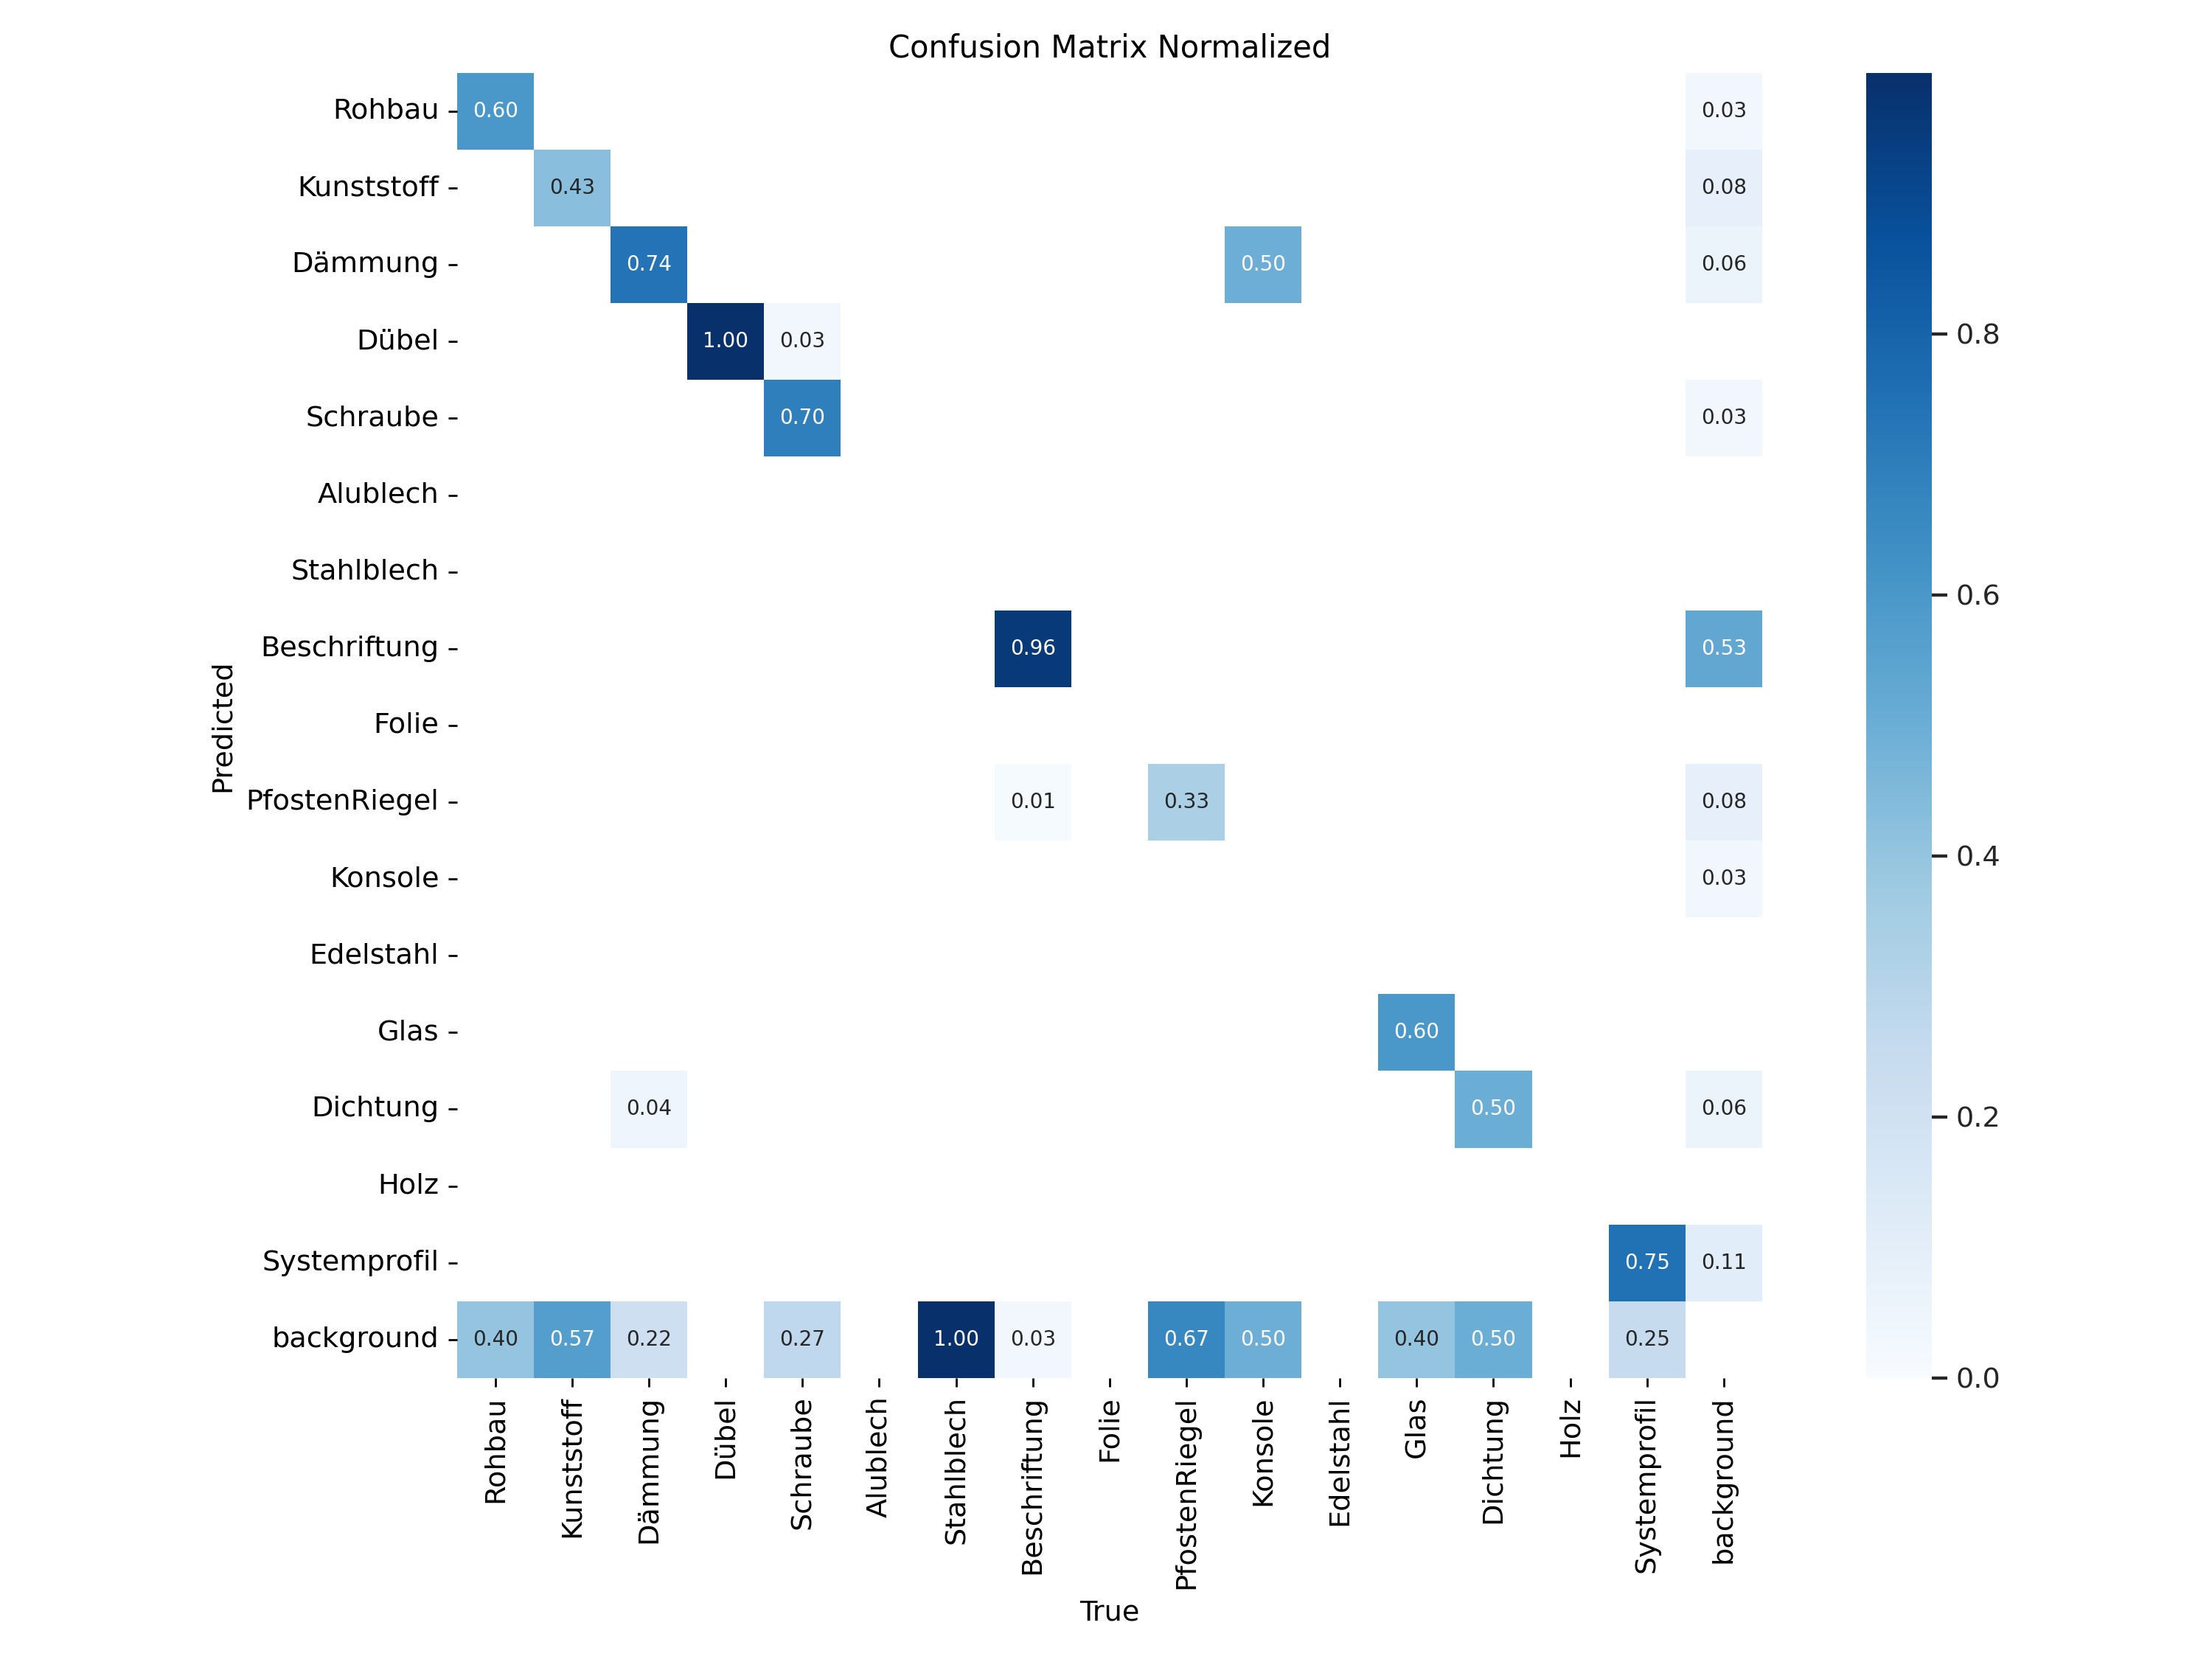 Confusion Matrix Normalized
Rohbau
0.60
0.03
Kunststoff
0.43
0.08
Dämmung
0.74
0.50
0.06
Dübel
1.00
0.03
0.8
Schraube
0.70
0.03
Alublech
Stahlblech
0.6
Beschriftung
0.96
0.53
Folie
Predicted
PfostenRiegel
0.01
0.33
0.08
0.4
Konsole
0.03
Edelstahl
Glas
0.60
Dichtung
0.04
0.50
0.06
0.2
Holz
Systemprofil
0.75
0.11
background
0.40
0.57
0.22
0.27
1.00
0.03
0.67
0.50
0.40
0.50
0.25
0.0
Rohbau
Kunststoff
Dämmung
Dübel
Schraube
Alublech
Stahlblech
Beschriftung
Folie
PfostenRiegel
Konsole
Edelstahl
Glas
Dichtung
Holz
Systemprofil
background
True